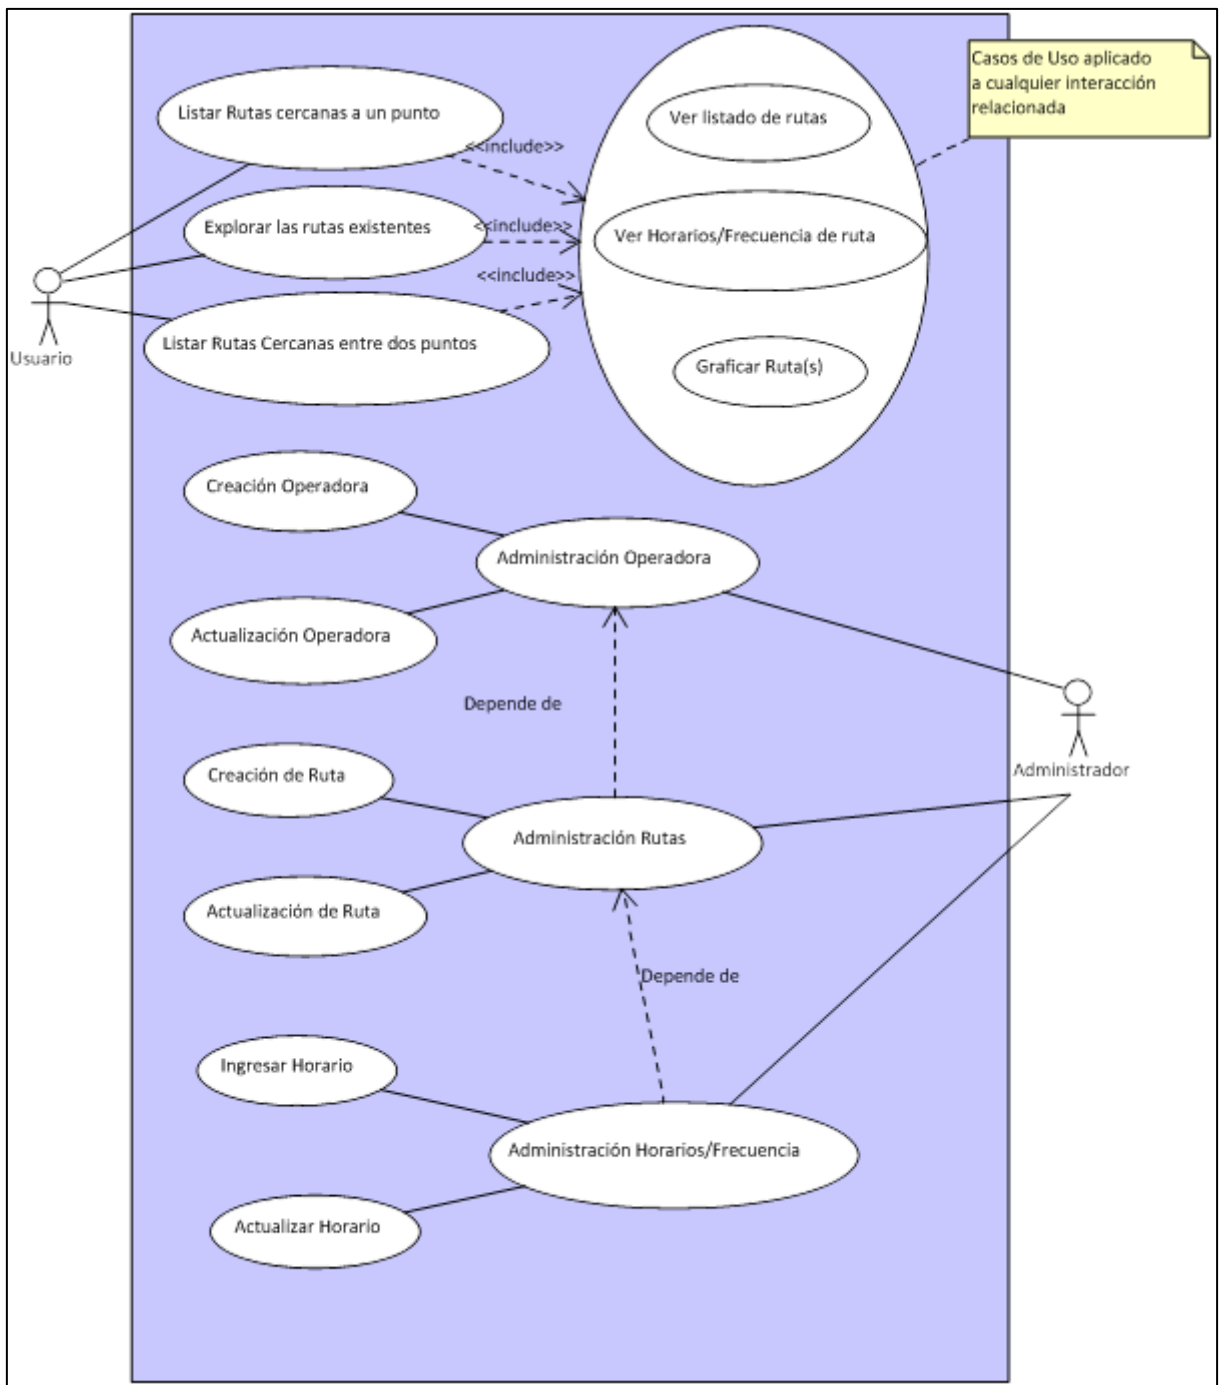 Casos de Uso aplicado
a cualquier interacción
relacionada
Listar Rutas cercanas a un punto
Ver listado de rutas
<<include>>
Explorar las rutas existentes
<<include>>
Ver Horarios/Frecuencia de ruta
<<include>>
Usuario
Listar Rutas Cercanas entre dos puntos
Graficar Ruta(s)
Creación Operadora
Administración Operadora
Actualización Operadora
Depende de
Creación de Ruta
Administrador
Administración Rutas
Actualización de Ruta
Depende de
Ingresar Horario
Administración Horarios/Frecuencia
Actualizar Horario